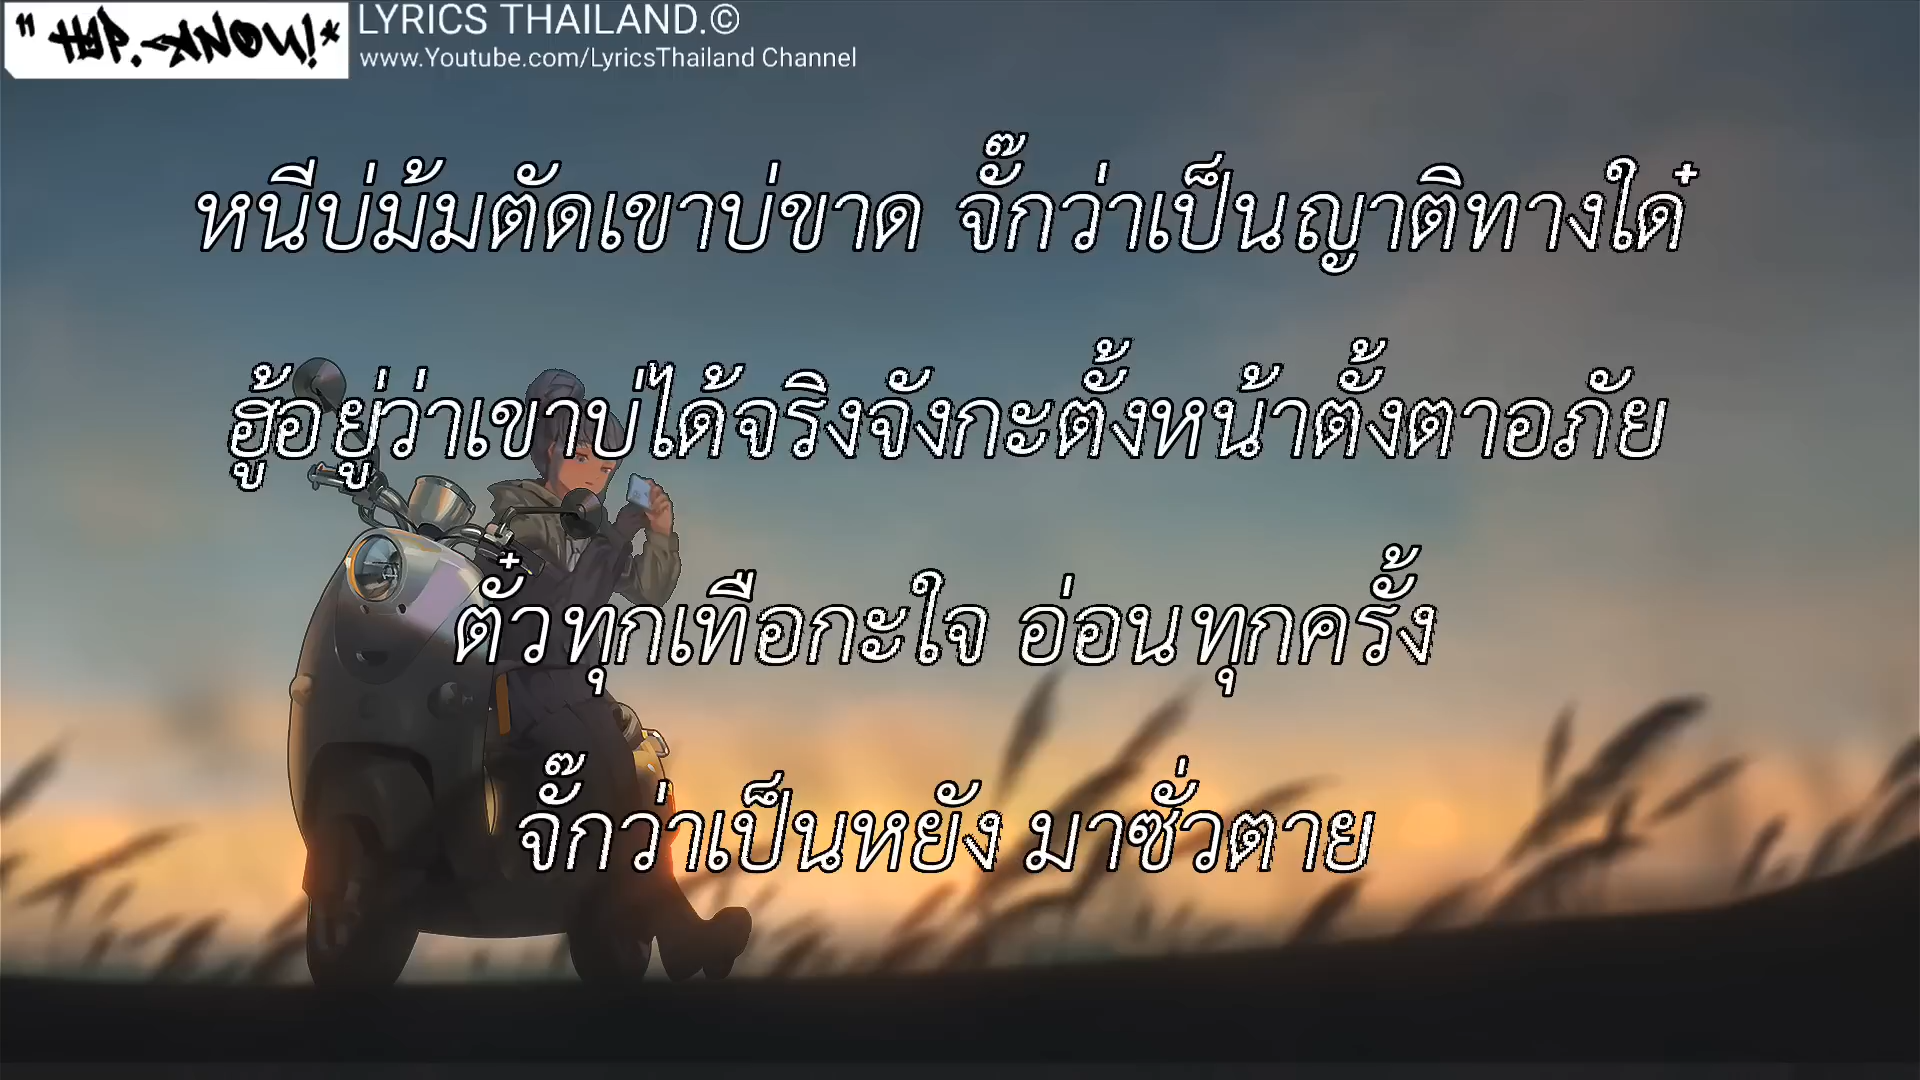 " HYP. -KNOW!*
LYRICS THAILAND.©
www.Youtube.com/LyricsThailand Channel
หนีบ่ม้มตัดเขาบ่ขาด จั๊กว่าเป็นญาติทางใด๋
ฮู้อยู่ว่าเขาบ่ได้จริงจังกะตั้งหน้าตั้งตาอภัย
ตั๋วทุกเทือกะใจ อ่อนทุกครั้ง
จั๊กว่าเป็นหยัง มาซั่วตาย